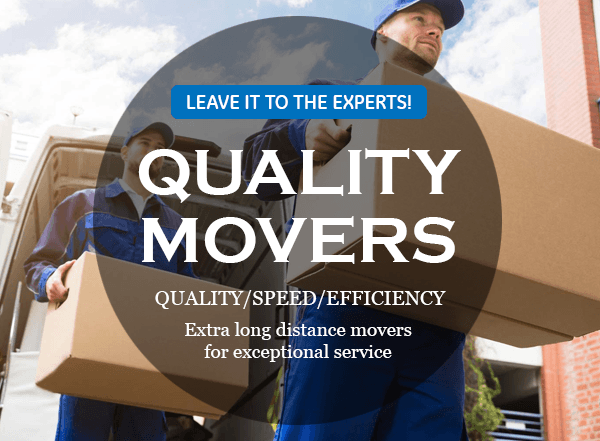 LEAVE IT TO THE EXPERTS!
QUALITY
MOVERS
QUALITY/SPEED/EFFICIENCY
Extra long distance movers
for exceptional service